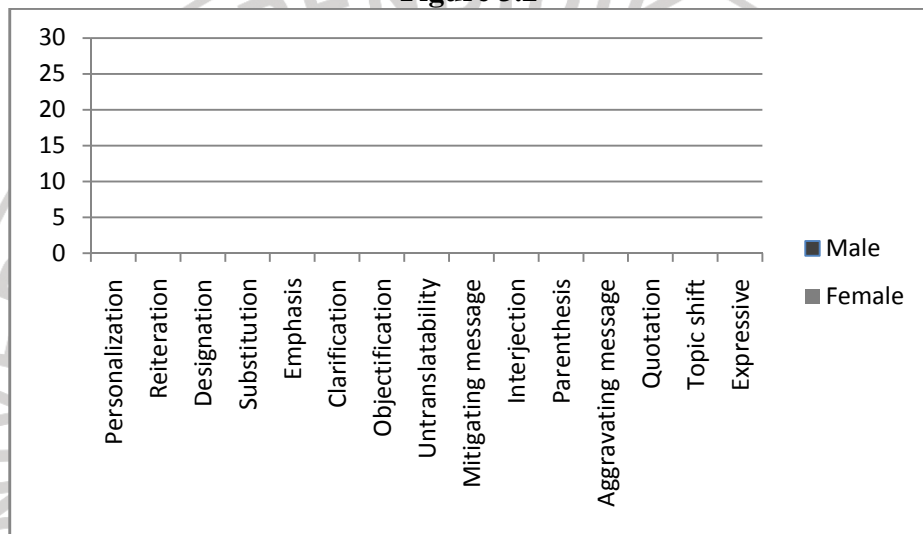 30
25
20
15
10
5
0
Personalization
Reiteration
Designation
Substitution
Emphasis
Clarification
Objectification
Untranslatability
Mitigating message
Interjection
Parenthesis
Aggravating message
Quotation
Topic shift
Expressive
Male
Female